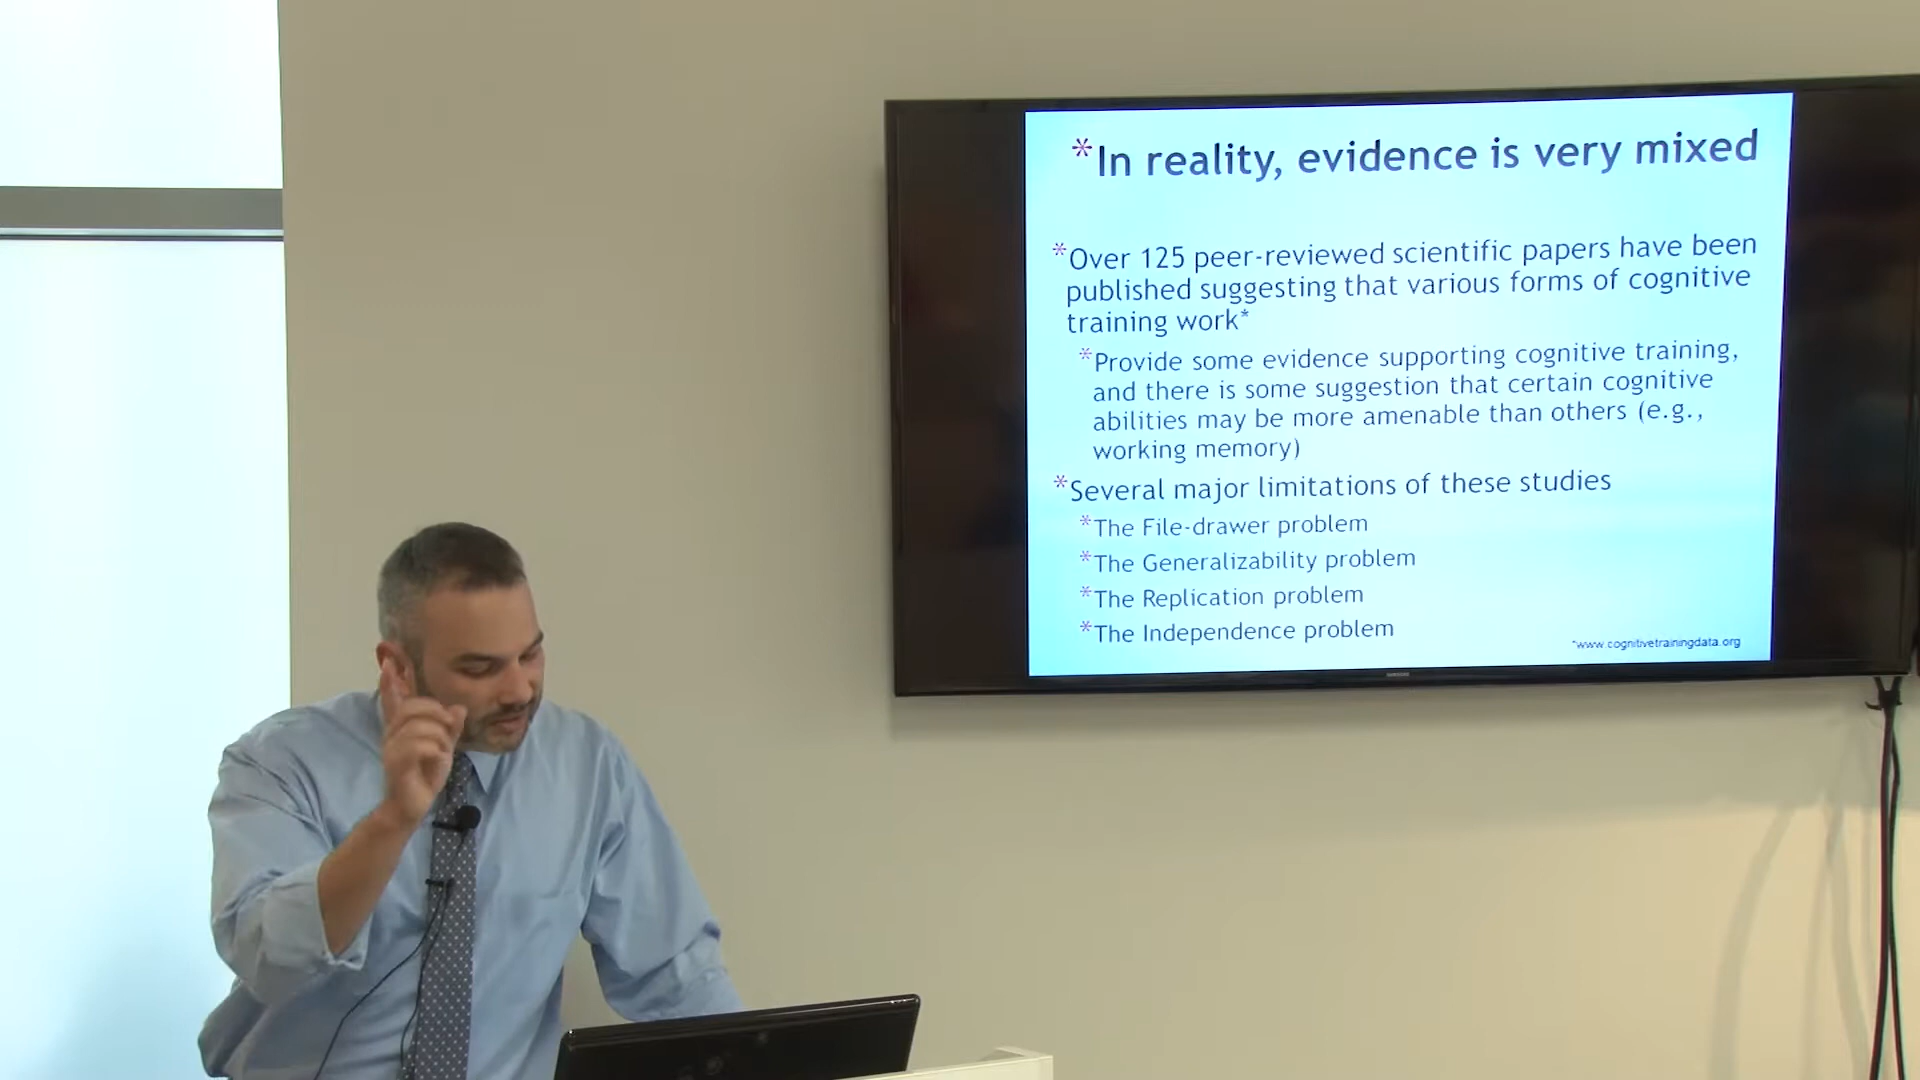 *In reality, evidence is very mixed
*Over 125 peer-reviewed scientific papers have been
published suggesting that various forms of cognitive
training work*
*Provide some evidence supporting cognitive training,
and there is some suggestion that certain cognitive
abilities may be more amenable than others (e.g.,
working memory)
*Several major limitations of these studies
*The File-drawer problem
*The Generalizability problem
*The Replication problem
*The Independence problem
*www.cognitivetrainingdata.org